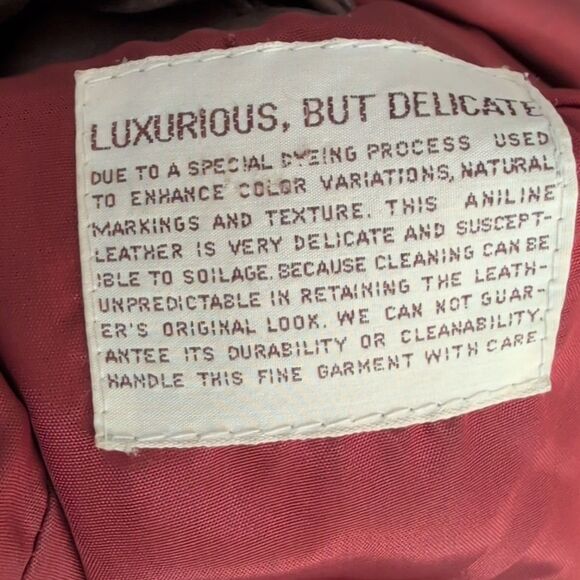 LUXURIOUS, BUT DELICATE
DUE TO A SPECIAL DYEING PROCESS USED
TO ENHANCE COLOR VARIATIONS, NATURAL
MARKINGS AND TEXTURE. THIS ANILINE
LEATHER IS VERY DELICATE AND SUSCEPT-
IBLE TO SOILAGE. BECAUSE CLEANING CAN BE
UNPREDICTABLE IN RETAINING THE LEATH-
ER'S ORIGINAL LOOK. WE CAN NOT GUAR-
ANTEE ITS DURABILITY OR CLEANABILITY.
HANDLE THIS FINE GARMENT WITH CARE.